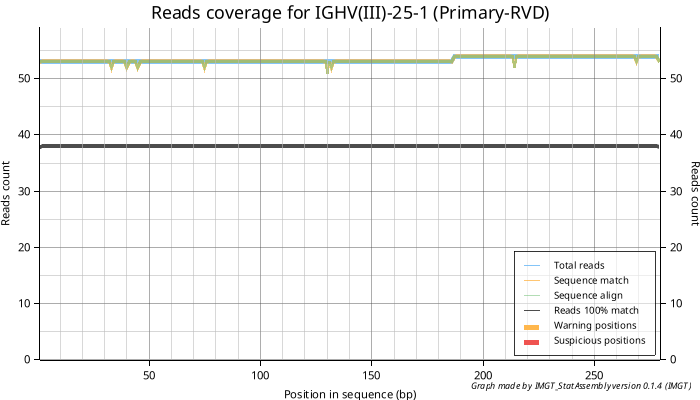 Reads coverage for IGHV(III)-25-1 (Primary-RVD)
50
50
40
40
30
30
20
20
10
10
0
0
Reads count
Reads count
Total reads
Sequence match
Sequence align
Reads 100% match
Warning positions
Suspicious positions
50
100
150
200
250
Position in sequence (bp)
Graph made by IMGT_StatAssembly version 0.1.4 (IMGT)